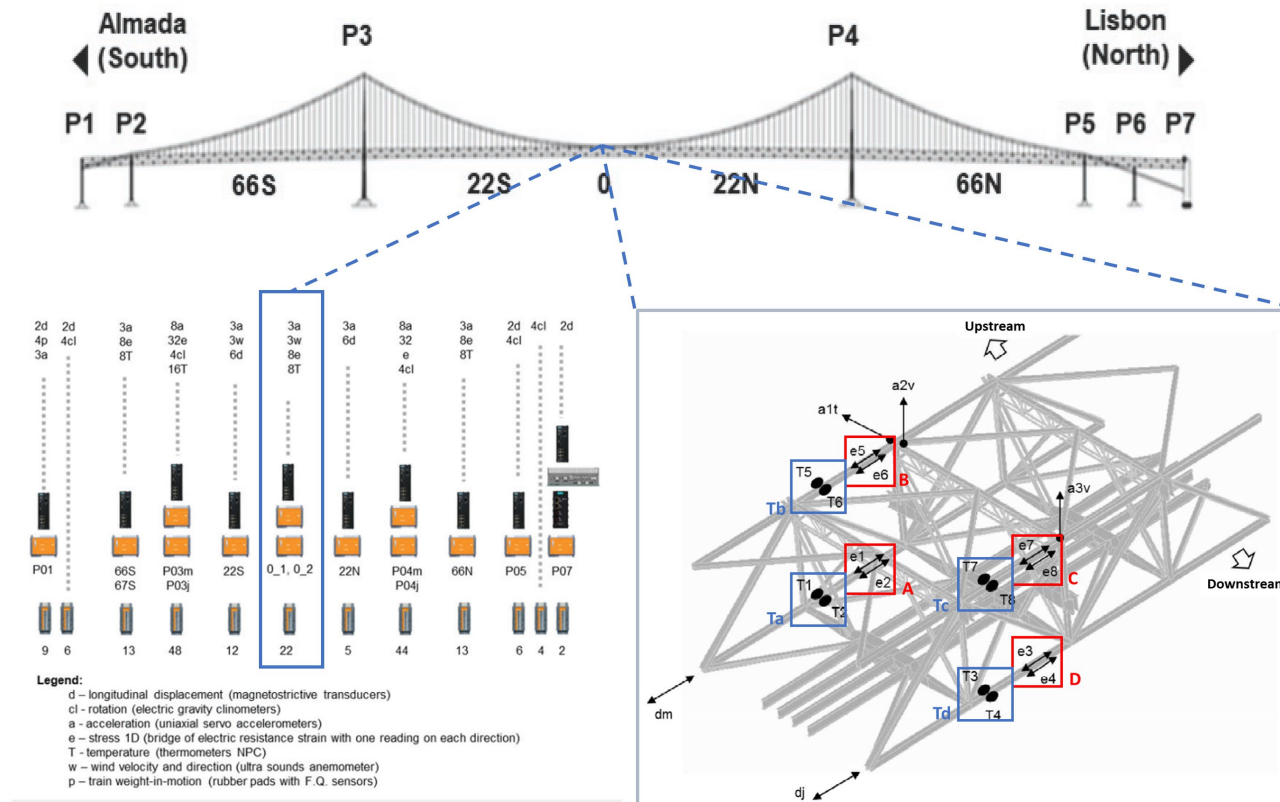 Almada
(South)
P3
P4
Lisbon
(North)
P1
P2
P5
P6
P7
66S
22S
0
22N
66N
2d
4p
3a
2d
4cl
3a
8e
8T
8a
32e
4cl
16T
3a
3w
6d
3a
3w
8e
8T
3a
6d
8a
32
e
4cl
3a
8e
8T
2d
4cl
4cl
2d
P01
66S
67S
P03m
P03j
22S
0_1, 0_2
22N
P04m
P04j
66N
P05
P07
9
6
13
48
12
22
5
44
13
6
4
2
Legend:
d – longitudinal displacement (magnetostrictive transducers)
cl - rotation (electric gravity clinometers)
a - acceleration (uniaxial servo accelerometers)
e – stress 1D (bridge of electric resistance strain with one reading on each direction)
T - temperature (thermometers NPC)
w – wind velocity and direction (ultra sounds anemometer)
p – train weight-in-motion (rubber pads with F.Q. sensors)
Upstream
a2v
a1t
e5
e6
B
T5
T6
Tb
a3v
e7
e8
C
e1
e2
A
T7
T8
Tc
T1
T2
Ta
Downstream
e3
e4
D
T3
T4
Td
dm
dj